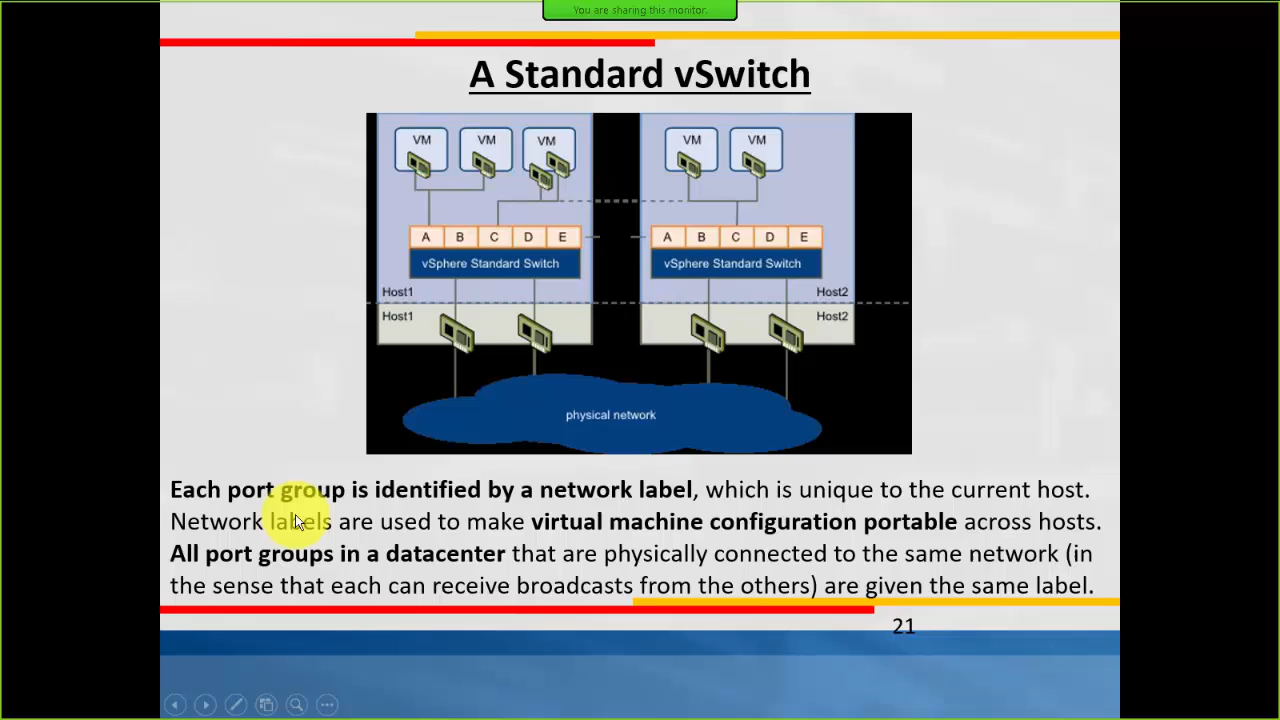 You are sharing this monitor.
A Standard vSwitch
VM VM VM VM VM
A B C D E A B C D E
vSphere Standard Switch vSphere Standard Switch
Host1 Host2
Host1 Host2
physical network
Each port group is identified by a network label, which is unique to the current host.
Network labels are used to make virtual machine configuration portable across hosts.
All port groups in a datacenter that are physically connected to the same network (in
the sense that each can receive broadcasts from the others) are given the same label.
21